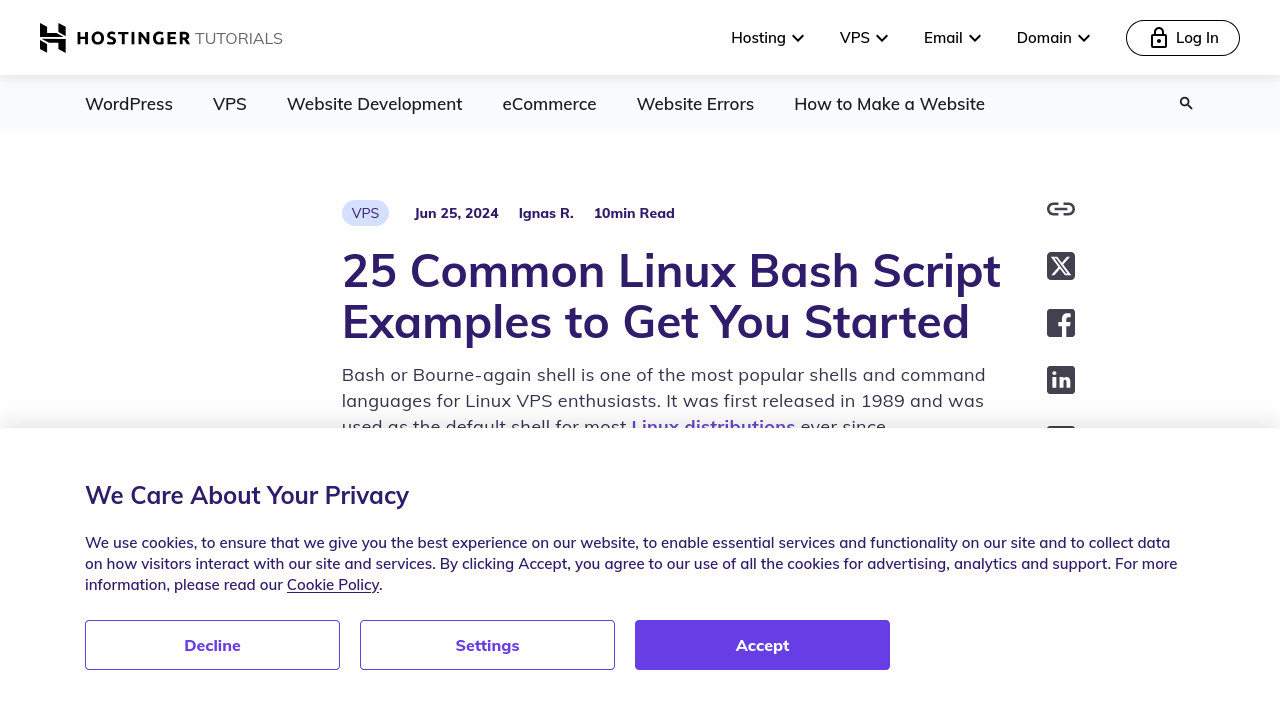 HOSTINGER TUTORIALS
Hosting VPS Email Domain Log In
WordPress VPS Website Development eCommerce Website Errors How to Make a Website
VPS Jun 25, 2024 Ignas R. 10min Read
25 Common Linux Bash Script
Examples to Get You Started
Bash or Bourne-again shell is one of the most popular shells and command
languages for Linux VPS enthusiasts. It was first released in 1989 and was
used as the default shell for most Linux distributions ever since.
We Care About Your Privacy
We use cookies, to ensure that we give you the best experience on our website, to enable essential services and functionality on our site and to collect data
on how visitors interact with our site and services. By clicking Accept, you agree to our use of all the cookies for advertising, analytics and support. For more
information, please read our Cookie Policy.
Decline Settings Accept